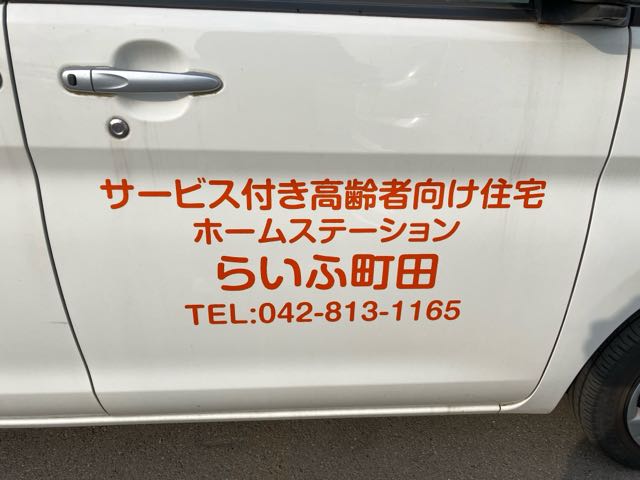 サービス付き高齢者向け住宅
ホームステーション
らいふ町田
TEL:042-813-1165